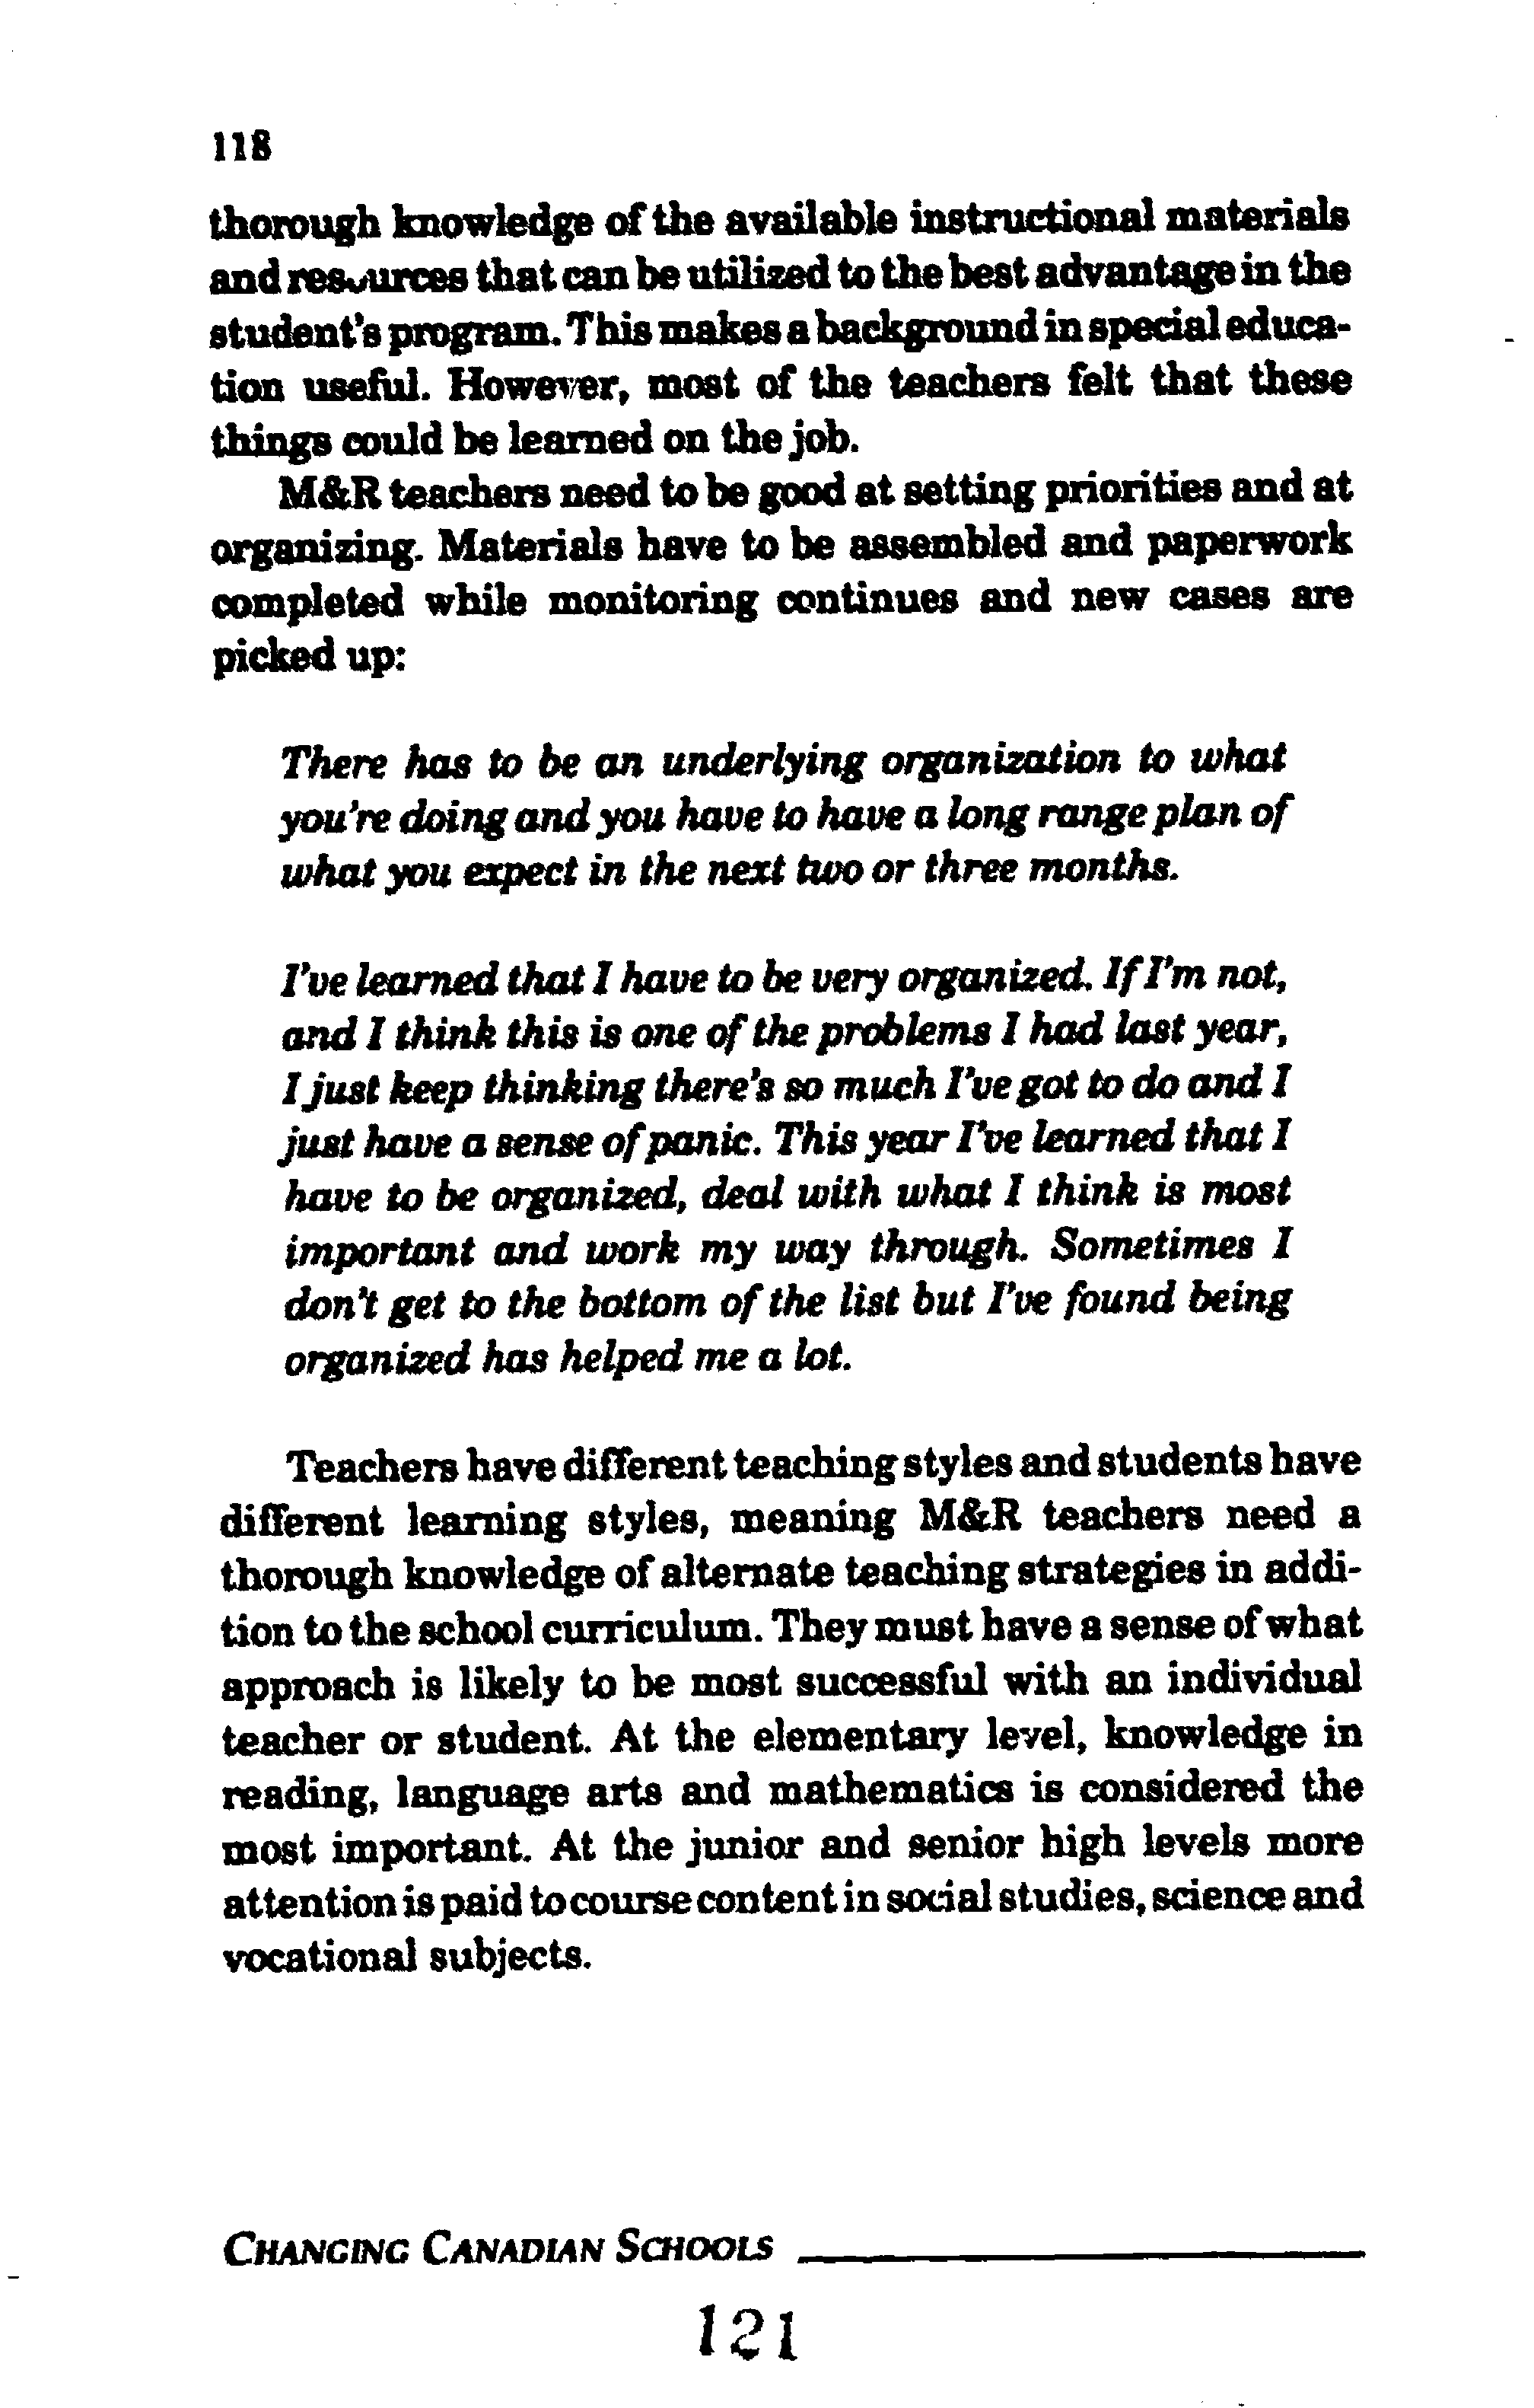 118
thorough knowledge of the available instructional materials
and resources that can be utilized to the best advantage in the
student's program. This makes a background in special educa-
tion useful. However, most of the teachers felt that these
things could be learned on the job.
M&R teachers need to be good at setting priorities and at
organizing. Materials have to be assembled and paperwork
completed while monitoring continues and new cases are
picked up:
There has to be an underlying organization to what
you're doing and you have to have a long range plan of
what you expect in the next two or three months.
I've learned that I have to be very organized. If I'm not,
and I think this is one of the problems I had last year,
I just keep thinking there's so much I've got to do and I
just have a sense of panic. This year I've learned that I
have to be organized, deal with what I think is most
important and work my way through. Sometimes I
don't get to the bottom of the list but I've found being
organized has helped me a lot.
Teachers have different teaching styles and students have
different learning styles, meaning M&R teachers need a
thorough knowledge of alternate teaching strategies in addi-
tion to the school curriculum. They must have a sense of what
approach is likely to be most successful with an individual
teacher or student. At the elementary level, knowledge in
reading, language arts and mathematics is considered the
most important. At the junior and senior high levels more
attention is paid to course content in social studies, science and
vocational subjects.
CHANGING CANADIAN SCHOOLS
121